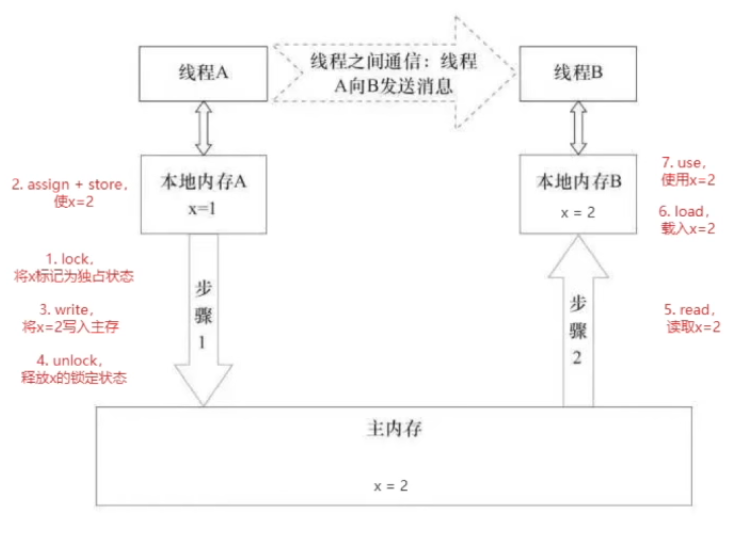 线程A
线程之间通信：线程
A向B发送消息
线程B
2. assign + store，
使x=2
本地内存A
x=1
本地内存B
x = 2
7. use，
使用x=2
6. load，
载入x=2
1. lock，
将x标记为独占状态
3. write，
将x=2写入主存
4. unlock，
释放x的锁定状态
步
骤
1
步
骤
2
5. read，
读取x=2
主内存
x = 2